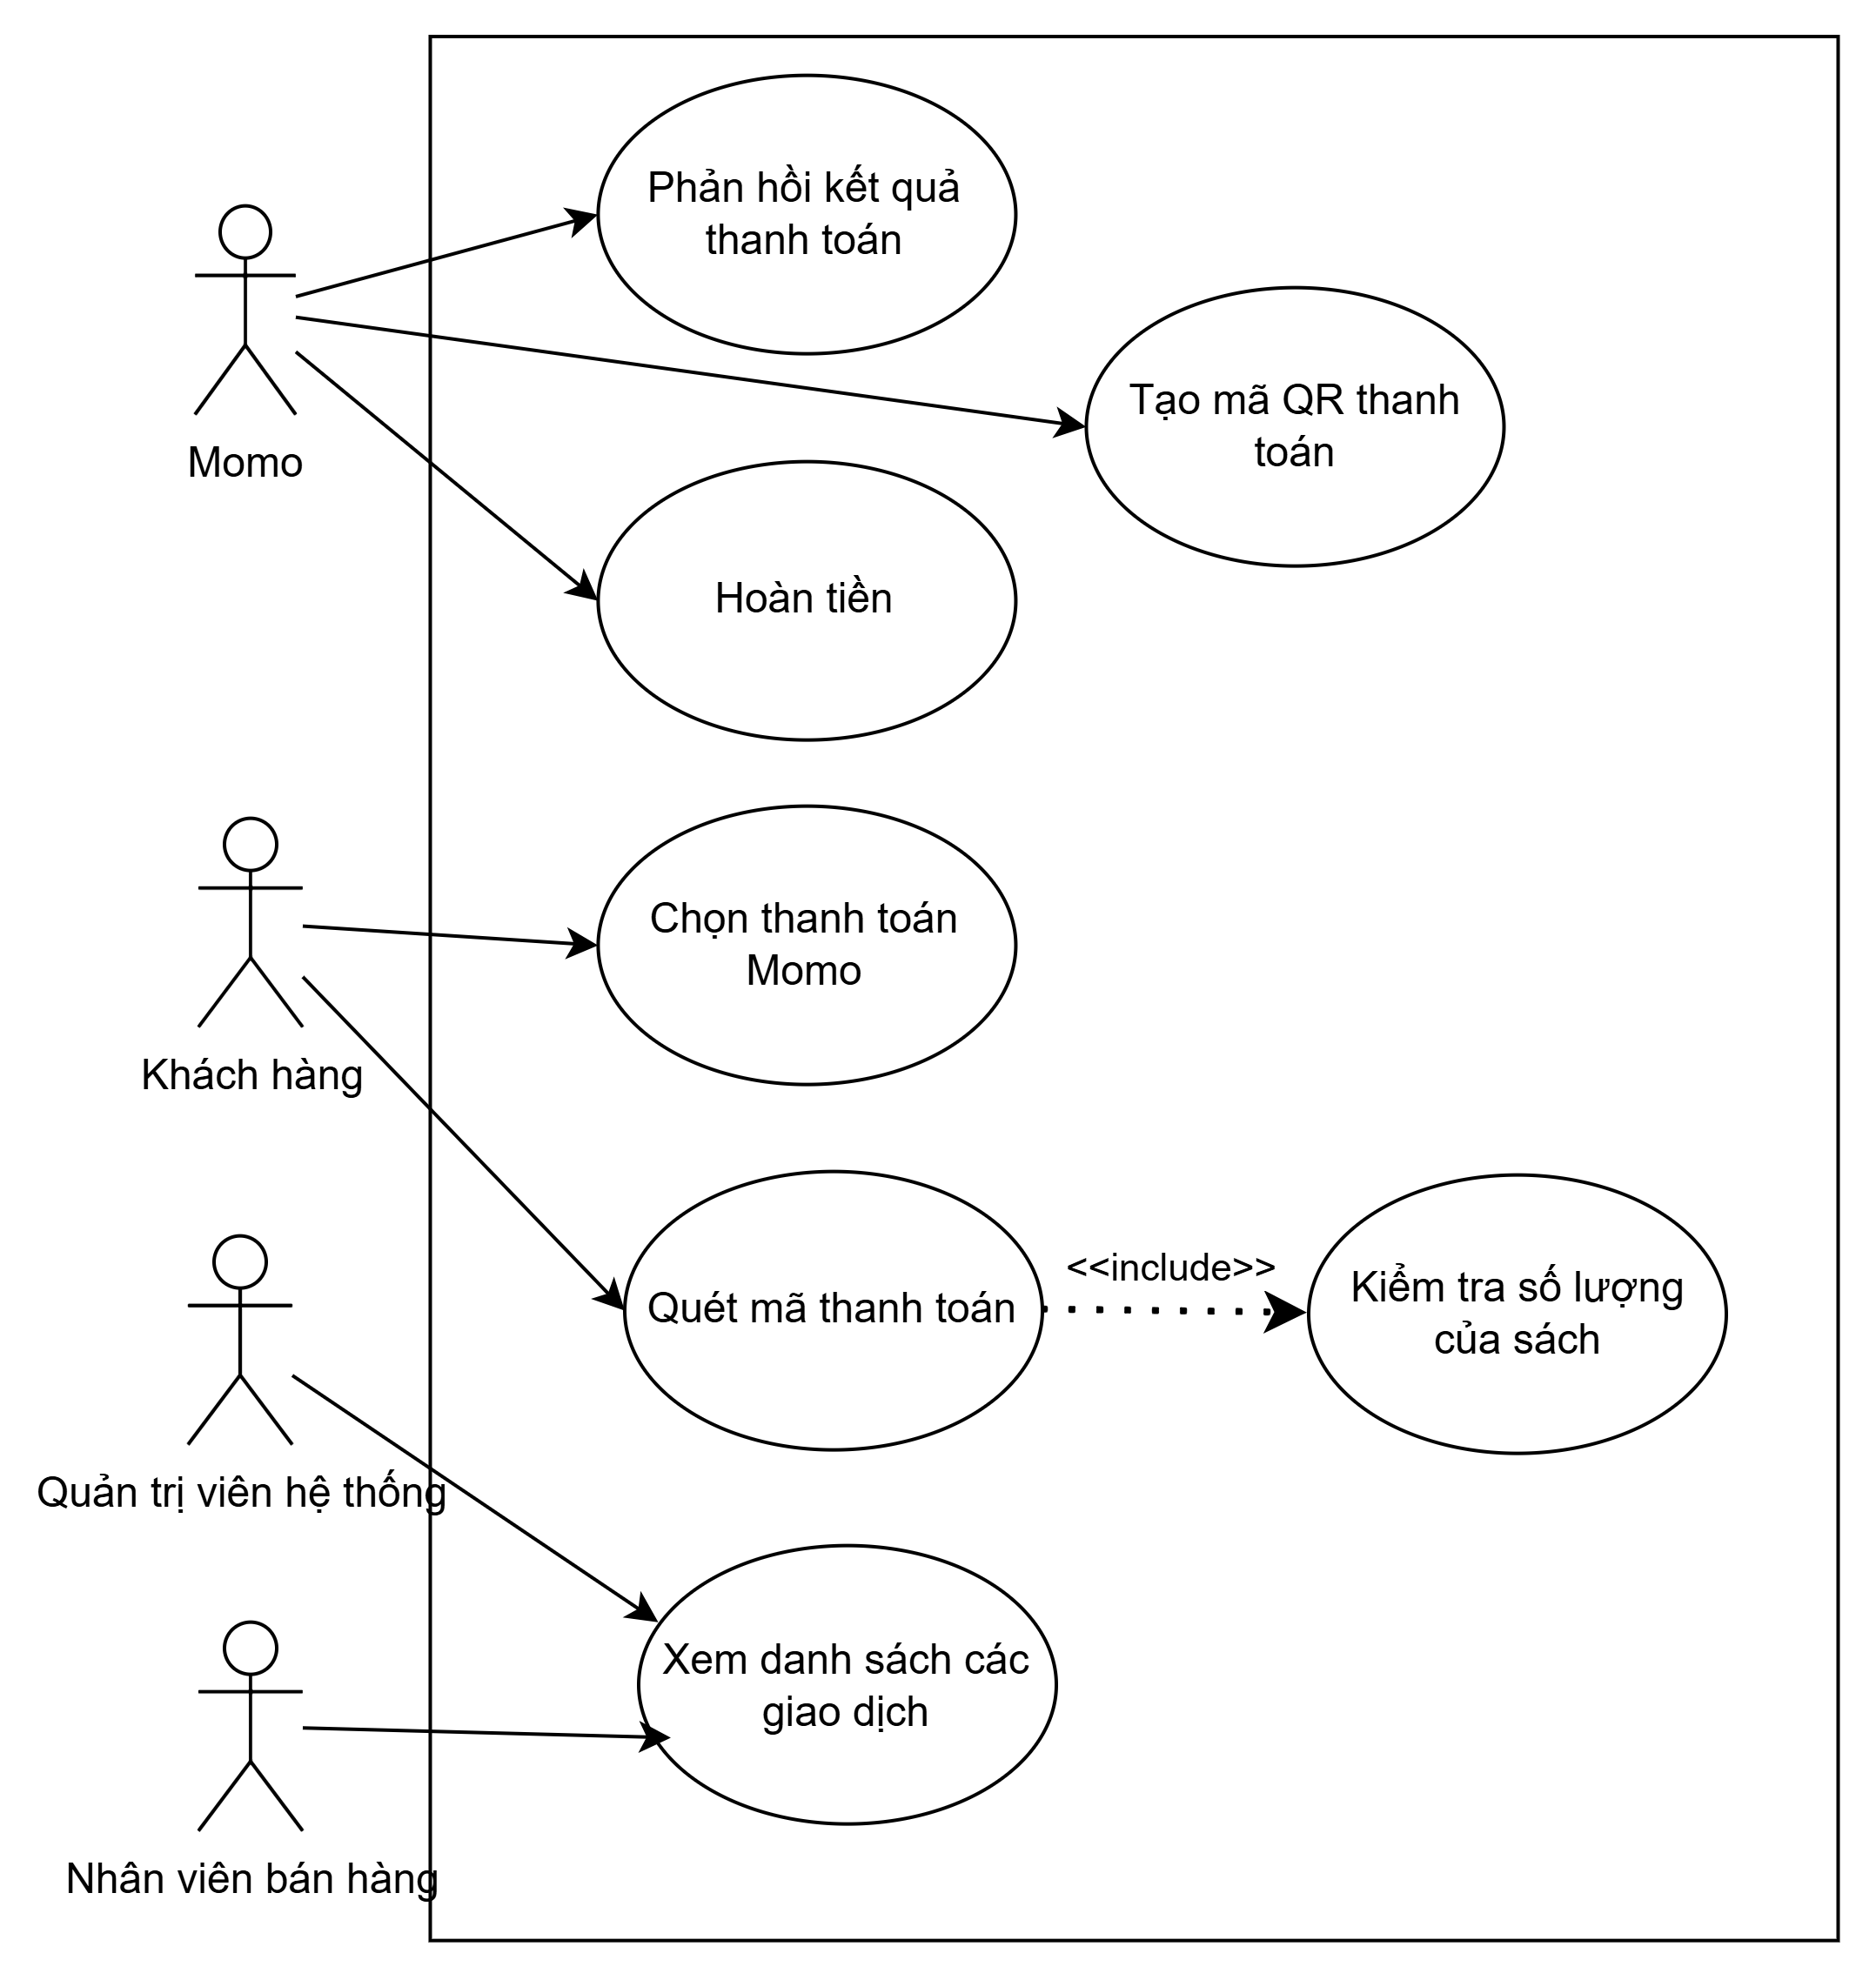 Phản hồi kết quả
thanh toán
Tạo mã QR thanh
toán
Momo
Hoàn tiền
Chọn thanh toán
Momo
Khách hàng
<<include>>
Quét mã thanh toán
Kiểm tra số lượng
của sách
Quản trị viên hệ thống
Xem danh sách các
giao dịch
Nhân viên bán hàng